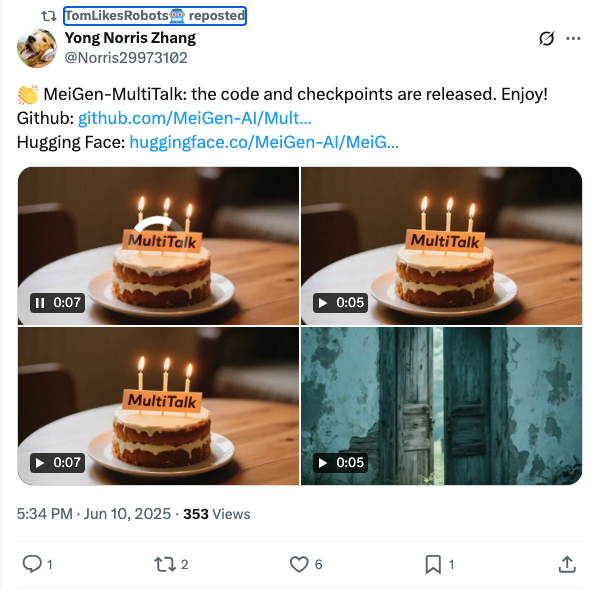 TomLikesRobots🤖 reposted
Yong Norris Zhang
@Norris29973102
👏 MeiGen-MultiTalk: the code and checkpoints are released. Enjoy!
Github: github.com/MeiGen-AI/Mult...
Hugging Face: huggingface.co/MeiGen-AI/MeiG...
MultiTalk
0:07
MultiTalk
0:05
MultiTalk
0:07
0:05
5:34 PM · Jun 10, 2025 · 353 Views
1 2 6 1